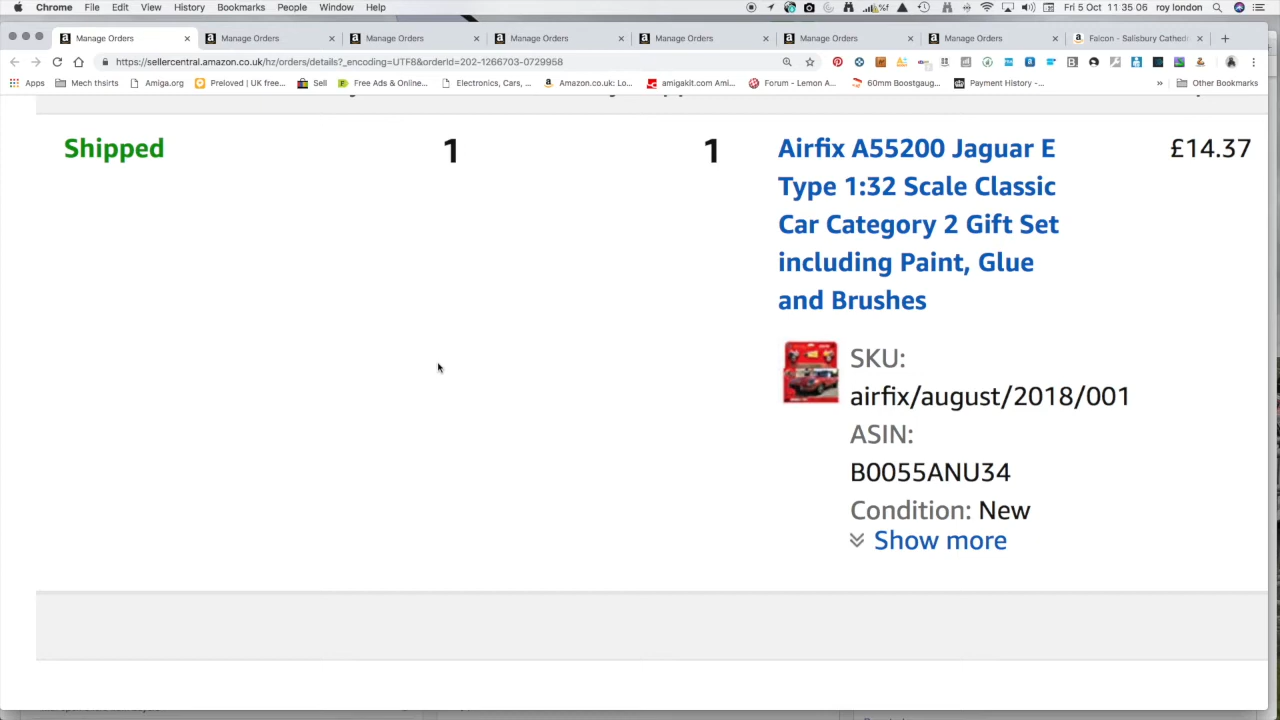 Chrome File Edit View History Bookmarks People Window Help Fri 5 Oct 11:35:06 roy london
Manage Orders Manage Orders Manage Orders Manage Orders Manage Orders Manage Orders Manage Orders Falcon - Salisbury Cathed
https://sellercentral.amazon.co.uk/hz/orders/details?_encoding=UTF8&orderId=202-1266703-0729958
Apps Mech thsirts Amiga.org Preloved | UK free... Sell Free Ads & Onlin... Electronics, Cars, ... Amazon.co.uk: Lo... amigakit.com Ami... Forum - Lemon A... 60mm Boostgaug... Payment History -... » Other Bookmarks
Shipped 1 1 Airfix A55200 Jaguar E £14.37
Type 1:32 Scale Classic
Car Category 2 Gift Set
including Paint, Glue
and Brushes
SKU:
airfix/august/2018/001
ASIN:
B0055ANU34
Condition: New
Show more